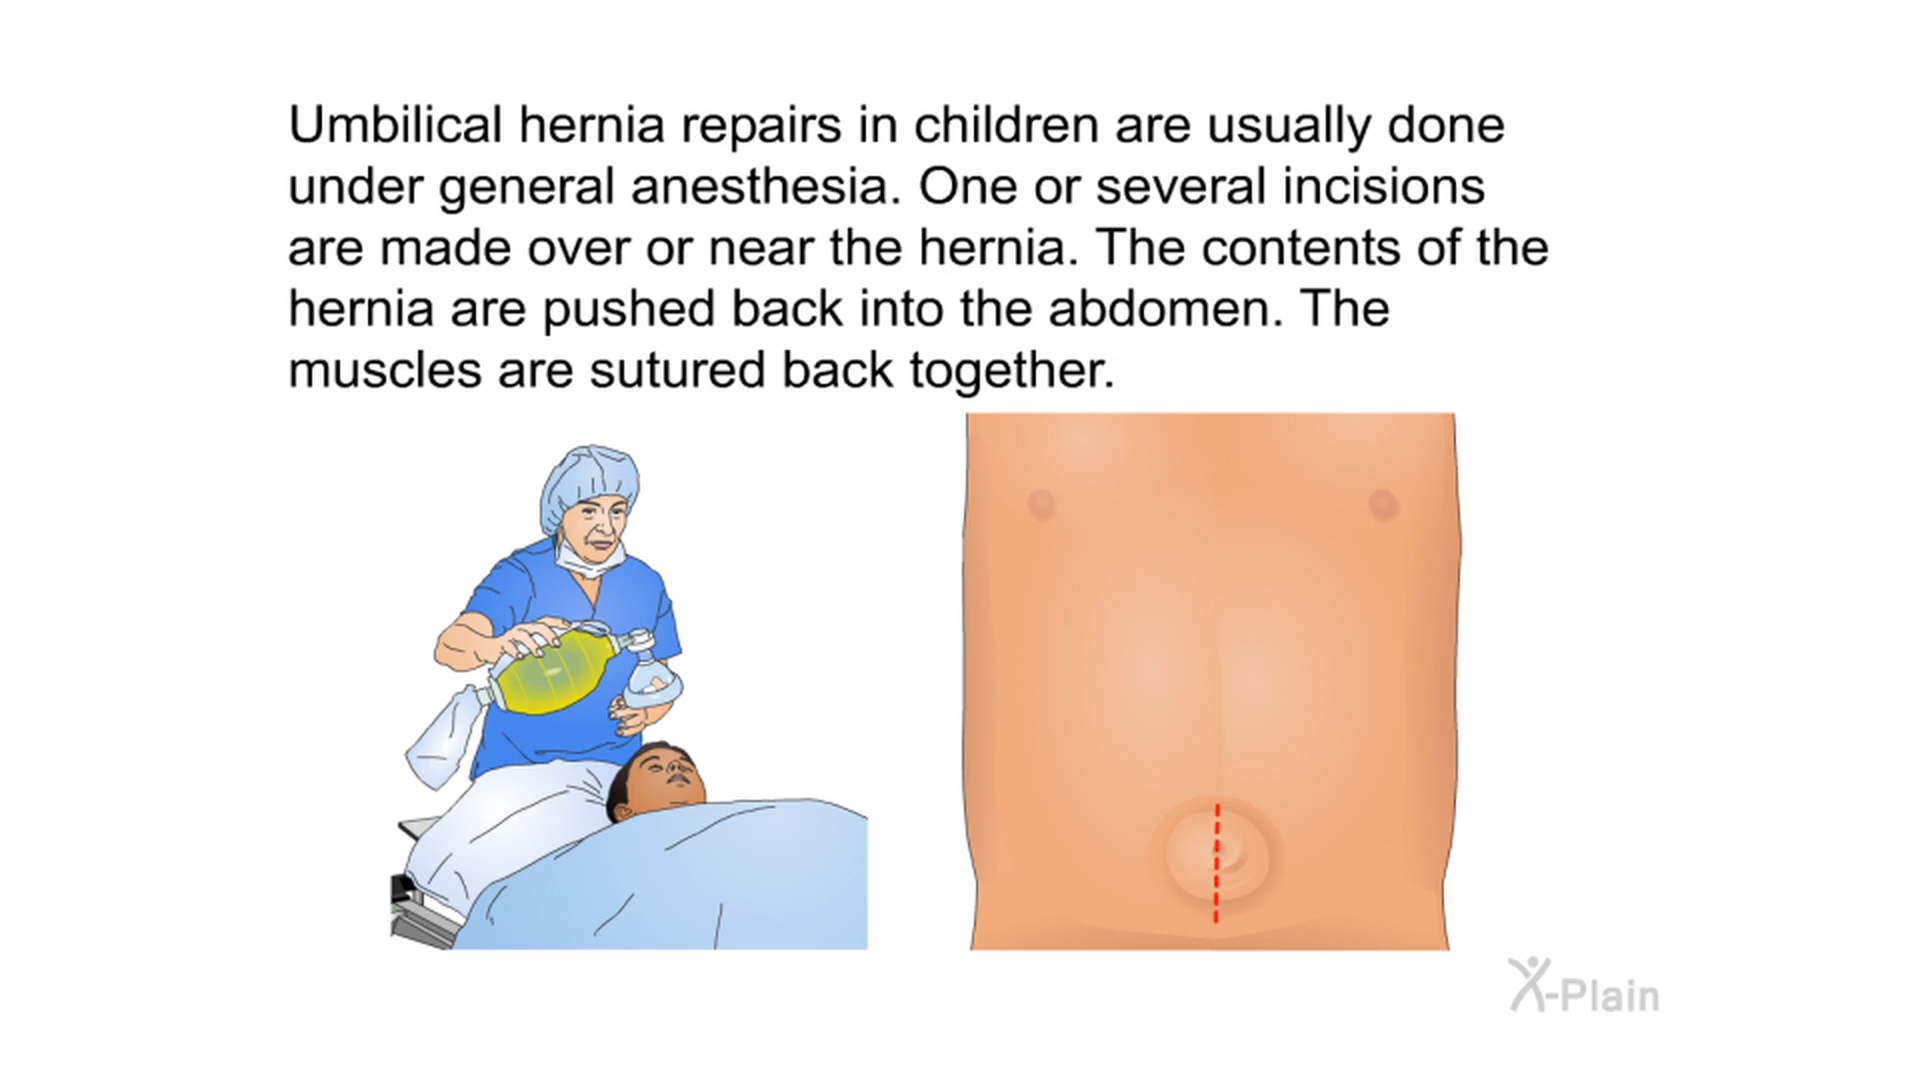 Umbilical hernia repairs in children are usually done
under general anesthesia. One or several incisions
are made over or near the hernia. The contents of the
hernia are pushed back into the abdomen. The
muscles are sutured back together.
X-Plain